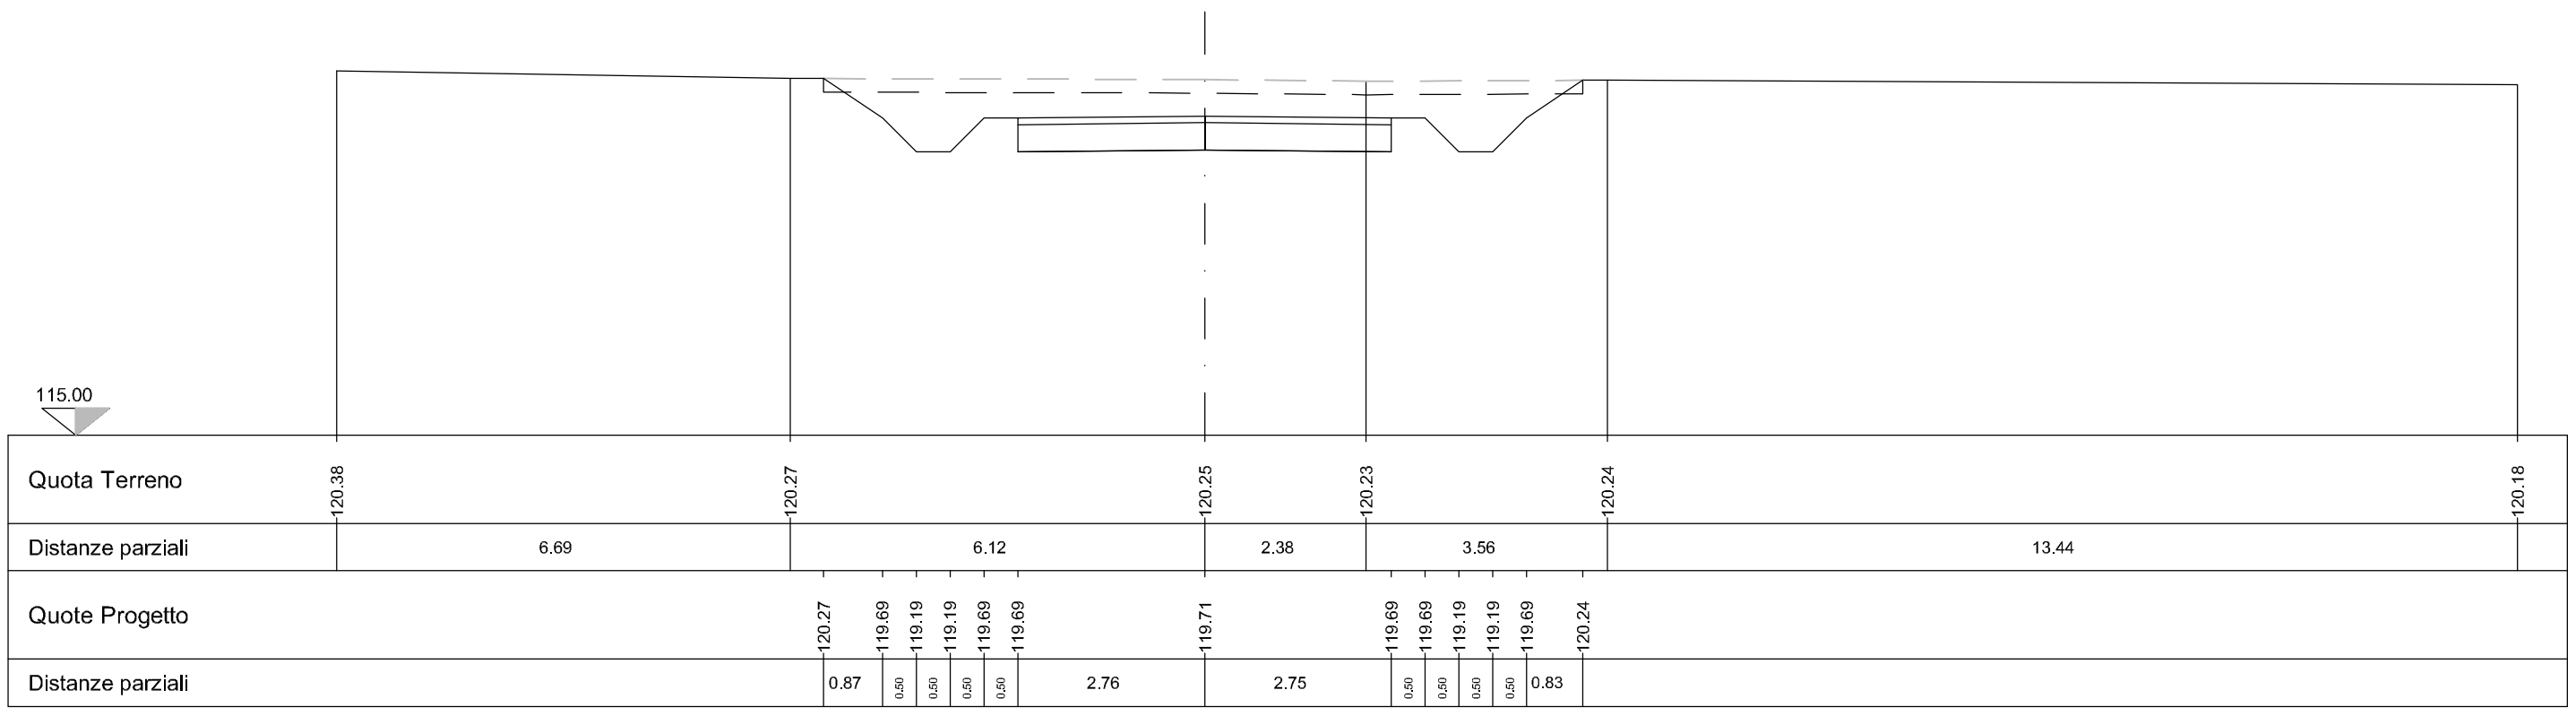 115.00
Quota Terreno 120.38 120.27 120.25 120.23 120.24 120.18
Distanze parziali 6.69 6.12 2.38 3.56 13.44
Quote Progetto 120.27 119.69 119.19 119.19 119.69 119.69 119.71 119.69 119.69 119.19 119.19 119.69 120.24
Distanze parziali 0.87 0.50 0.50 0.50 0.50 2.76 2.75 0.50 0.50 0.50 0.50 0.83